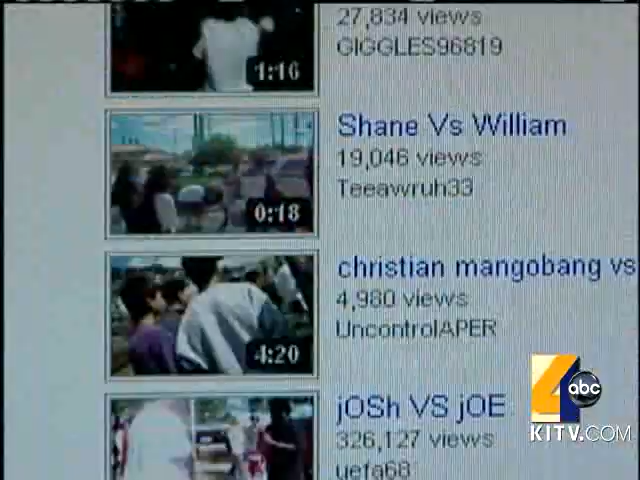 27,834 views
GIGGLES96819
1:16
Shane Vs William
19,046 views
Teeawruh33
0:18
christian mangobang vs
4,980 views
UncontrolAPER
4:20
jOSh VS jOE
326,127 views
uefa68
4
abc
KITV.COM